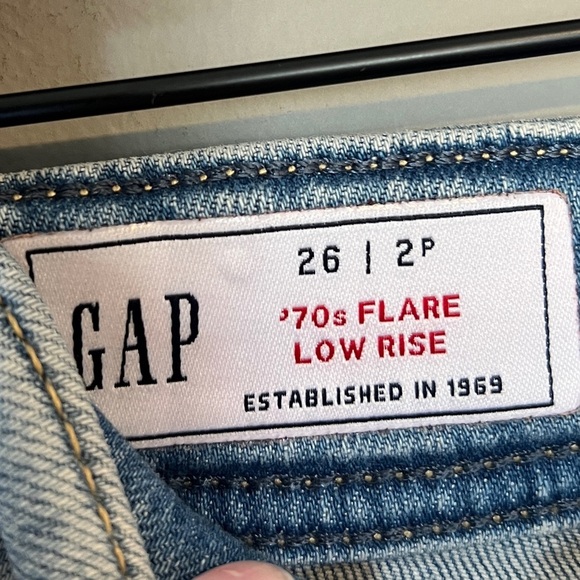 26 | 2P
'70s FLARE
LOW RISE
GAP
ESTABLISHED IN 1969